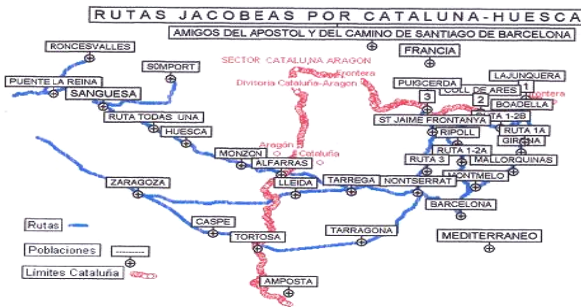 RUTAS JACOBEAS POR CATALUNA-HUESCA
AMIGOS DEL APOSTOL Y DEL CAMINO DE SANTIAGO DE BARCELONA
RONCESVALLES
SOMPORT
SECTOR CATALUNA ARAGON
FRANCIA
Frontera
PUENTE LA REINA
Divitoria Cataluña-Aragon
PUIGCERDA
COLL DE ARES
LAJUNQUERA
SANGUESA
3
2
1
Frontera
BOADELLA
RUTA TODAS UNA
ST JAIME FRONTANYA
RUTA 1-2B
HUESCA
RIPOLL
RUTA 1A
GIRONA
Aragón
Cataluña
MONZON
RUTA 1-2A
ALFARRAS
RUTA 3
MALLORQUINAS
ZARAGOZA
LLEIDA
TARREGA
MONTSERRAT
MONTMELO
BARCELONA
Rutas
CASPE
TORTOSA
TARRAGONA
MEDITERRANEO
Poblaciones
Límites Cataluña
AMPOSTA